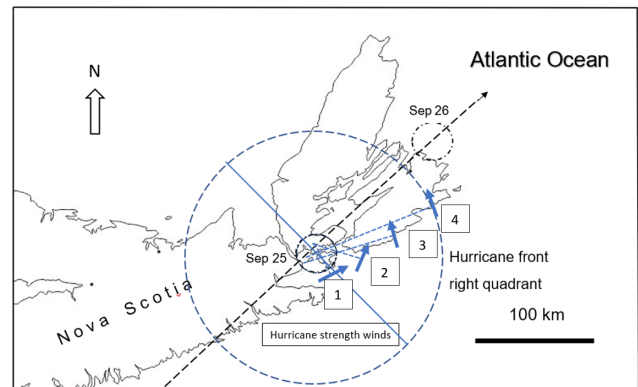 Atlantic Ocean
N
Sep 26
4
Sep 25
3
Hurricane front
right quadrant
2
1
Nova Scotia
100 km
Hurricane strength winds